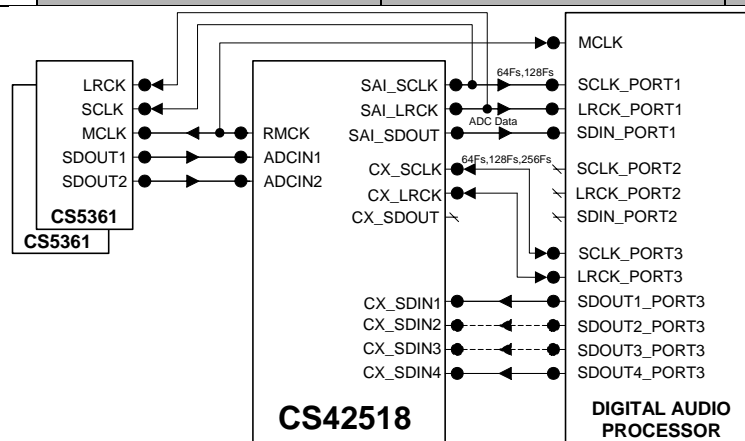 MCLK
LRCK
SCLK
MCLK
SDOUT1
SDOUT2
CS5361
CS5361
RMCK
ADCIN1
ADCIN2
SAI_SCLK
SAI_LRCK
SAI_SDOUT
CX_SCLK
CX_LRCK
CX_SDOUT
CX_SDIN1
CX_SDIN2
CX_SDIN3
CX_SDIN4
CS42518
64Fs,128Fs
ADC Data
64Fs,128Fs,256Fs
SCLK_PORT1
LRCK_PORT1
SDIN_PORT1
SCLK_PORT2
LRCK_PORT2
SDIN_PORT2
SCLK_PORT3
LRCK_PORT3
SDOUT1_PORT3
SDOUT2_PORT3
SDOUT3_PORT3
SDOUT4_PORT3
DIGITAL AUDIO
PROCESSOR